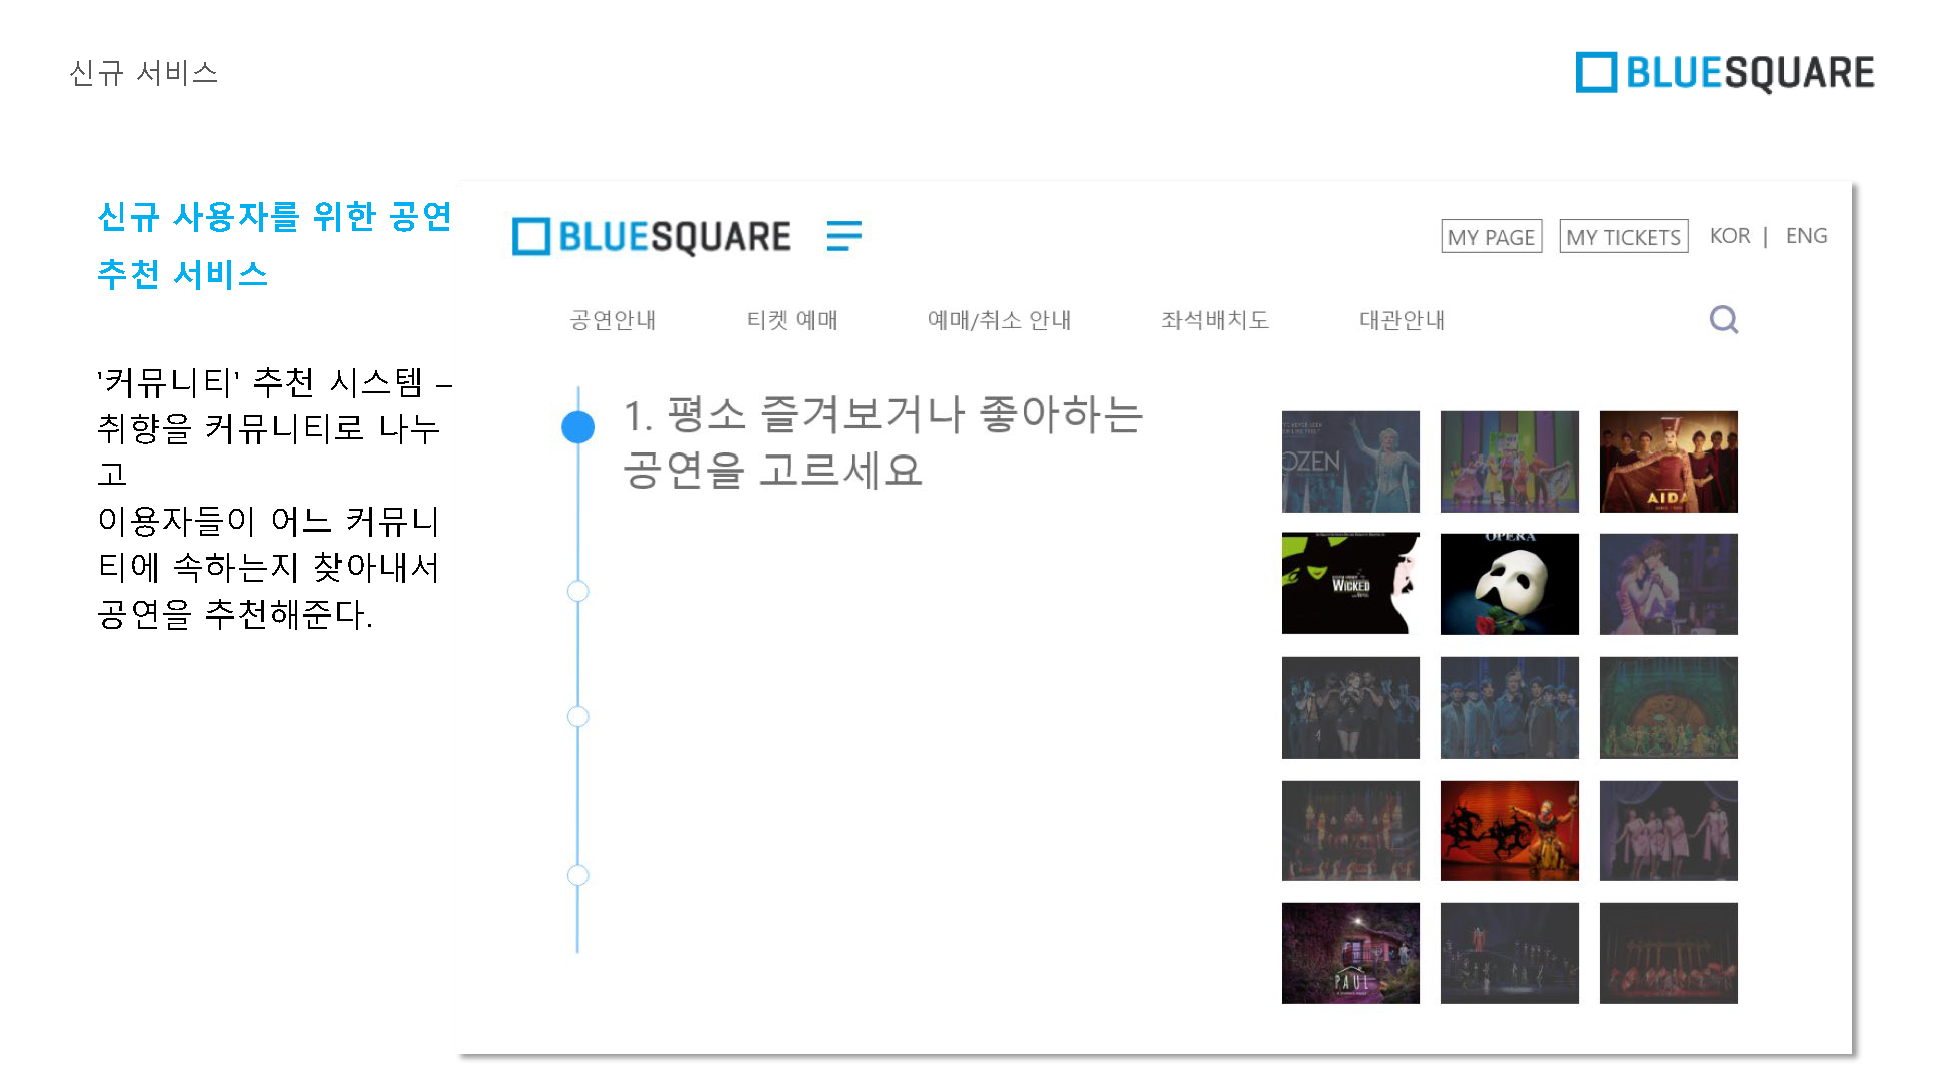 신규 서비스
BLUESQUARE
신규 사용자를 위한 공연
추천 서비스
'커뮤니티' 추천 시스템 –
취향을 커뮤니티로 나누
고
이용자들이 어느 커뮤니
티에 속하는지 찾아내서
공연을 추천해준다.
BLUESQUARE
MY PAGE
MY TICKETS
KOR | ENG
공연안내
티켓 예매
예매/취소 안내
좌석배치도
대관안내
1. 평소 즐겨보거나 좋아하는
공연을 고르세요
OZEN
AIDA
WICKED
OPERA
PAUL